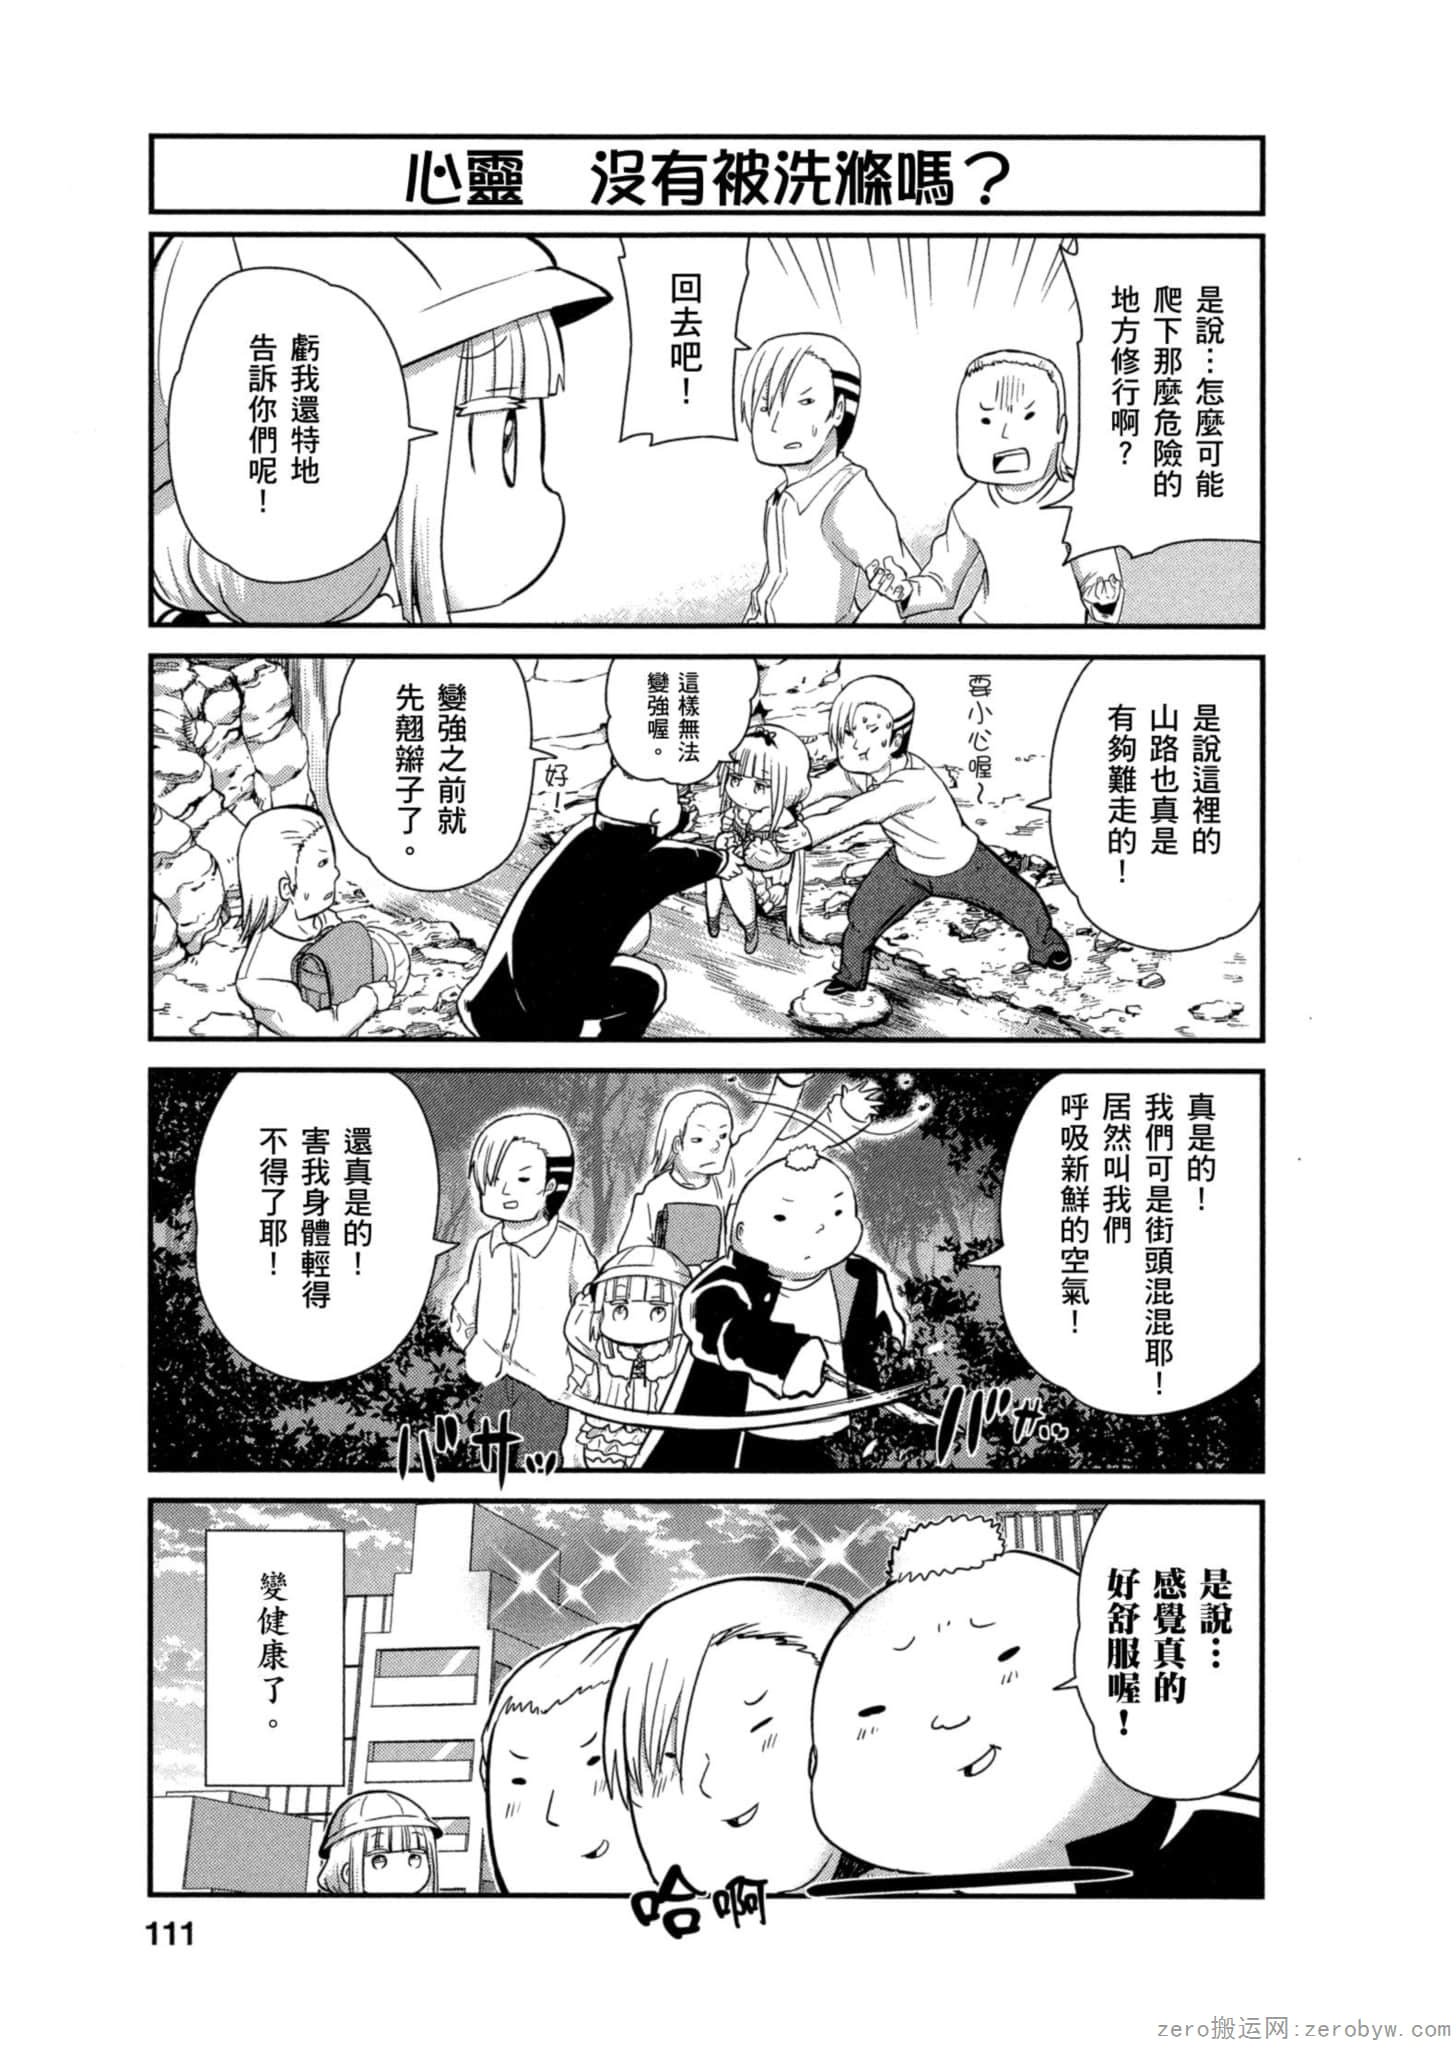 心靈　沒有被洗滌嗎？
是說…怎麼可能
爬下那麼危險的
地方修行啊？
回去吧！
虧我還特地
告訴你們呢！
是說這裡的
山路也真是
有夠難走的！
要小心喔～
這樣無法
變強喔。
好！
變強之前就
先翹辮子了。
真是的！
我們可是街頭混混耶！
居然叫我們
呼吸新鮮的空氣！
還真是的！
害我身體輕得
不得了耶！
バサ…
バサッ
是說…
感覺真的
好舒服喔！
變健康了。
哈啊
111
zero搬运网:zerobyw.com